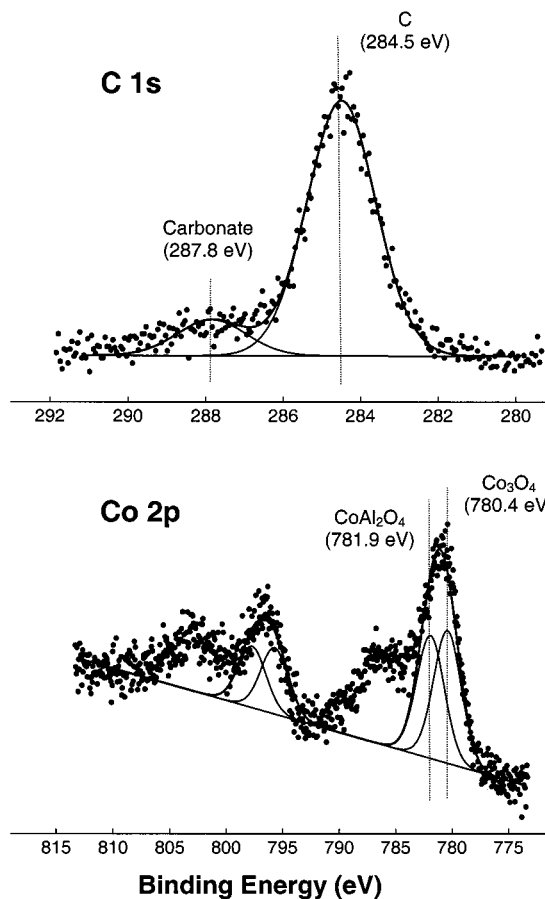 C
(284.5 eV)
C 1s
Carbonate
(287.8 eV)
292 290 288 286 284 282 280
Co 2p
Co₃O₄
(780.4 eV)
CoAl₂O₄
(781.9 eV)
815 810 805 800 795 790 785 780 775
Binding Energy (eV)